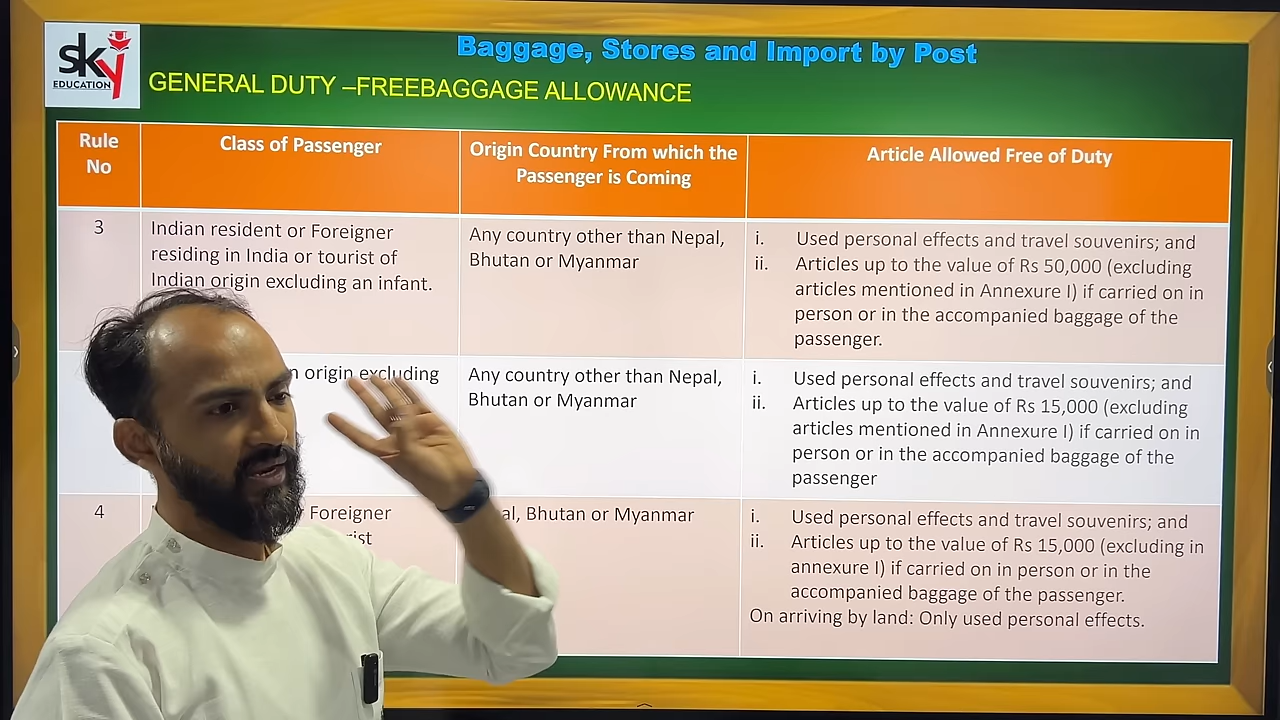 sky
EDUCATION
Baggage, Stores and Import by Post
GENERAL DUTY –FREEBAGGAGE ALLOWANCE
Rule
No
Class of Passenger
Origin Country From which the
Passenger is Coming
Article Allowed Free of Duty
3
Indian resident or Foreigner
residing in India or tourist of
Indian origin excluding an infant.
Any country other than Nepal,
Bhutan or Myanmar
i. Used personal effects and travel souvenirs; and
ii. Articles up to the value of Rs 50,000 (excluding
articles mentioned in Annexure I) if carried on in
person or in the accompanied baggage of the
passenger.
origin excluding
Any country other than Nepal,
Bhutan or Myanmar
i. Used personal effects and travel souvenirs; and
ii. Articles up to the value of Rs 15,000 (excluding
articles mentioned in Annexure I) if carried on in
person or in the accompanied baggage of the
passenger
4
Foreigner
Bhutan or Myanmar
i. Used personal effects and travel souvenirs; and
ii. Articles up to the value of Rs 15,000 (excluding in
annexure I) if carried on in person or in the
accompanied baggage of the passenger.
On arriving by land: Only used personal effects.